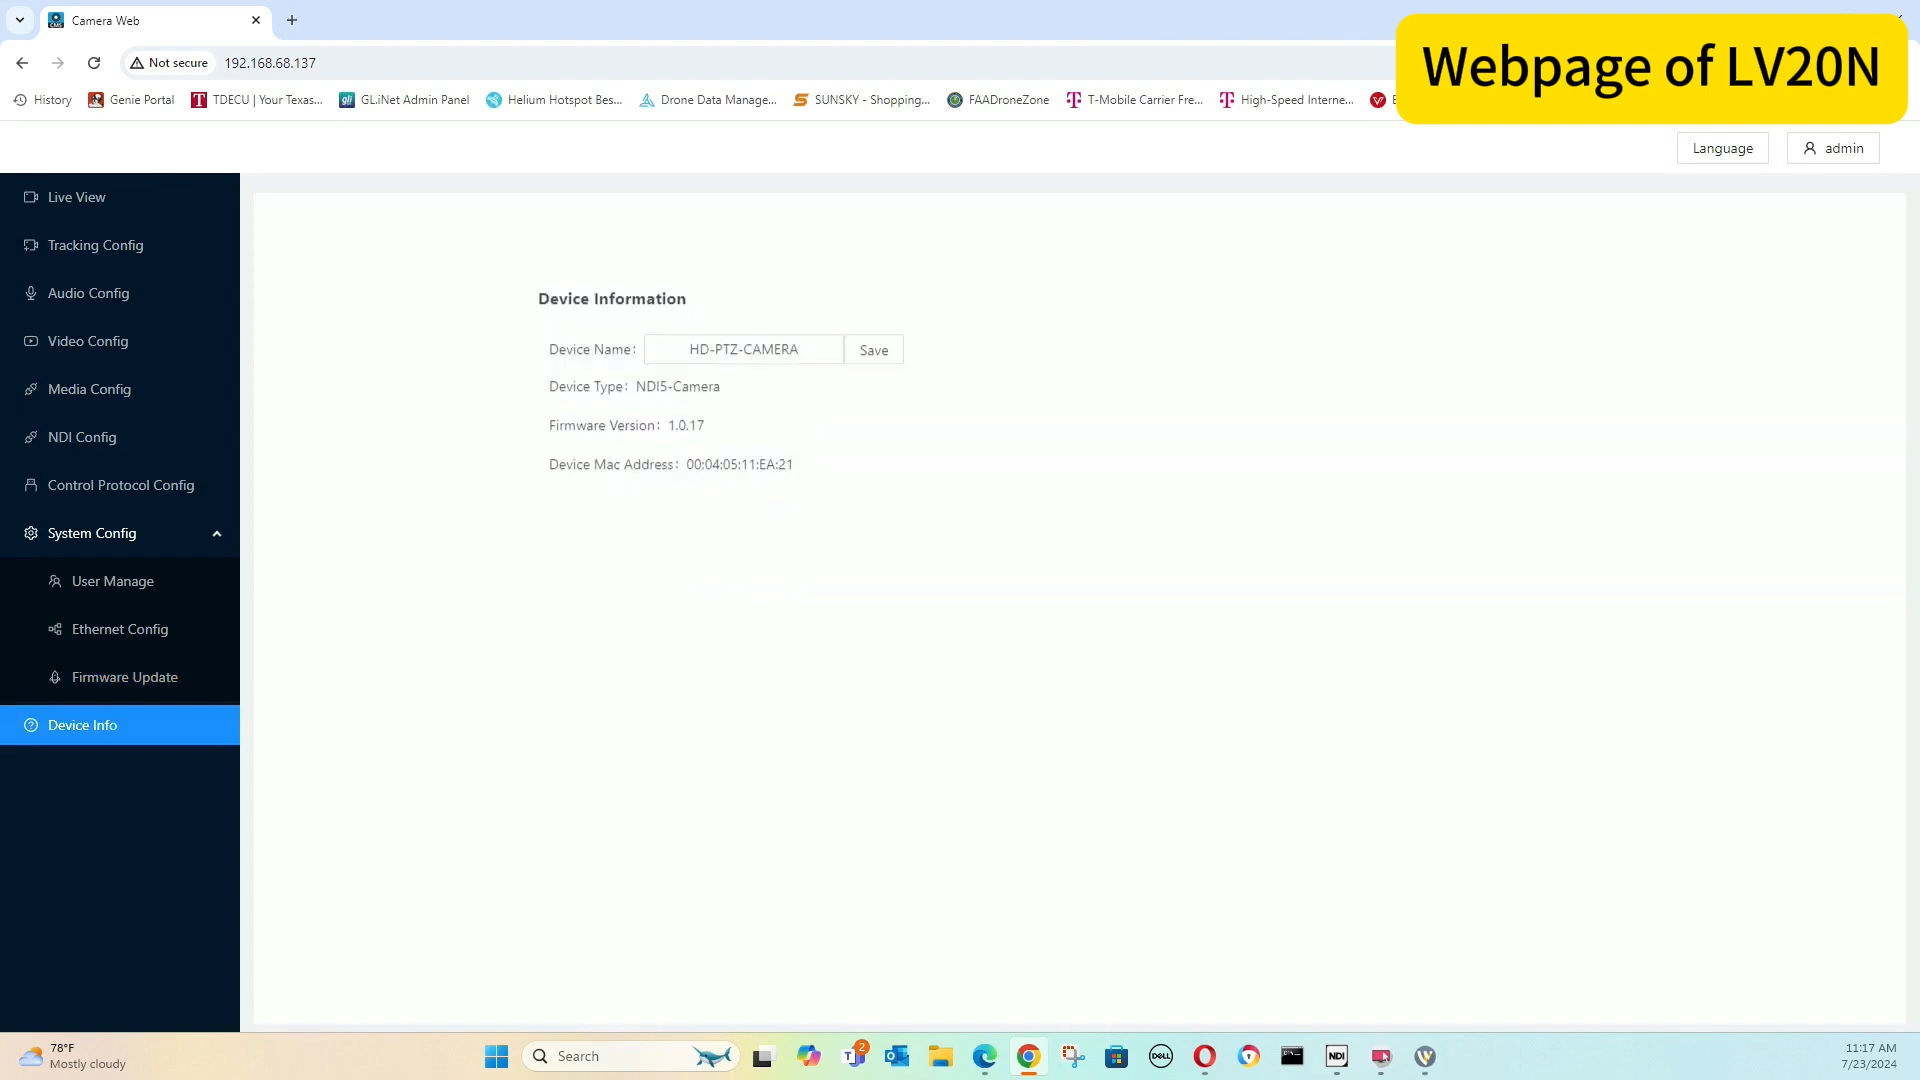 Camera Web
Not secure
192.168.68.137
Webpage of LV20N
History
Genie Portal
TDECU | Your Texas...
GL.iNet Admin Panel
Helium Hotspot Bes...
Drone Data Manage...
SUNSKY - Shopping...
FAADroneZone
T-Mobile Carrier Fre...
High-Speed Interne...
Language
admin
Live View
Tracking Config
Audio Config
Video Config
Media Config
NDI Config
Control Protocol Config
System Config
User Manage
Ethernet Config
Firmware Update
Device Info
Device Information
Device Name: HD-PTZ-CAMERA Save
Device Type: NDI5-Camera
Firmware Version: 1.0.17
Device Mac Address: 00:04:05:11:EA:21
78°F
Mostly cloudy
Search
2
DELL
NDI
11:17 AM
7/23/2024